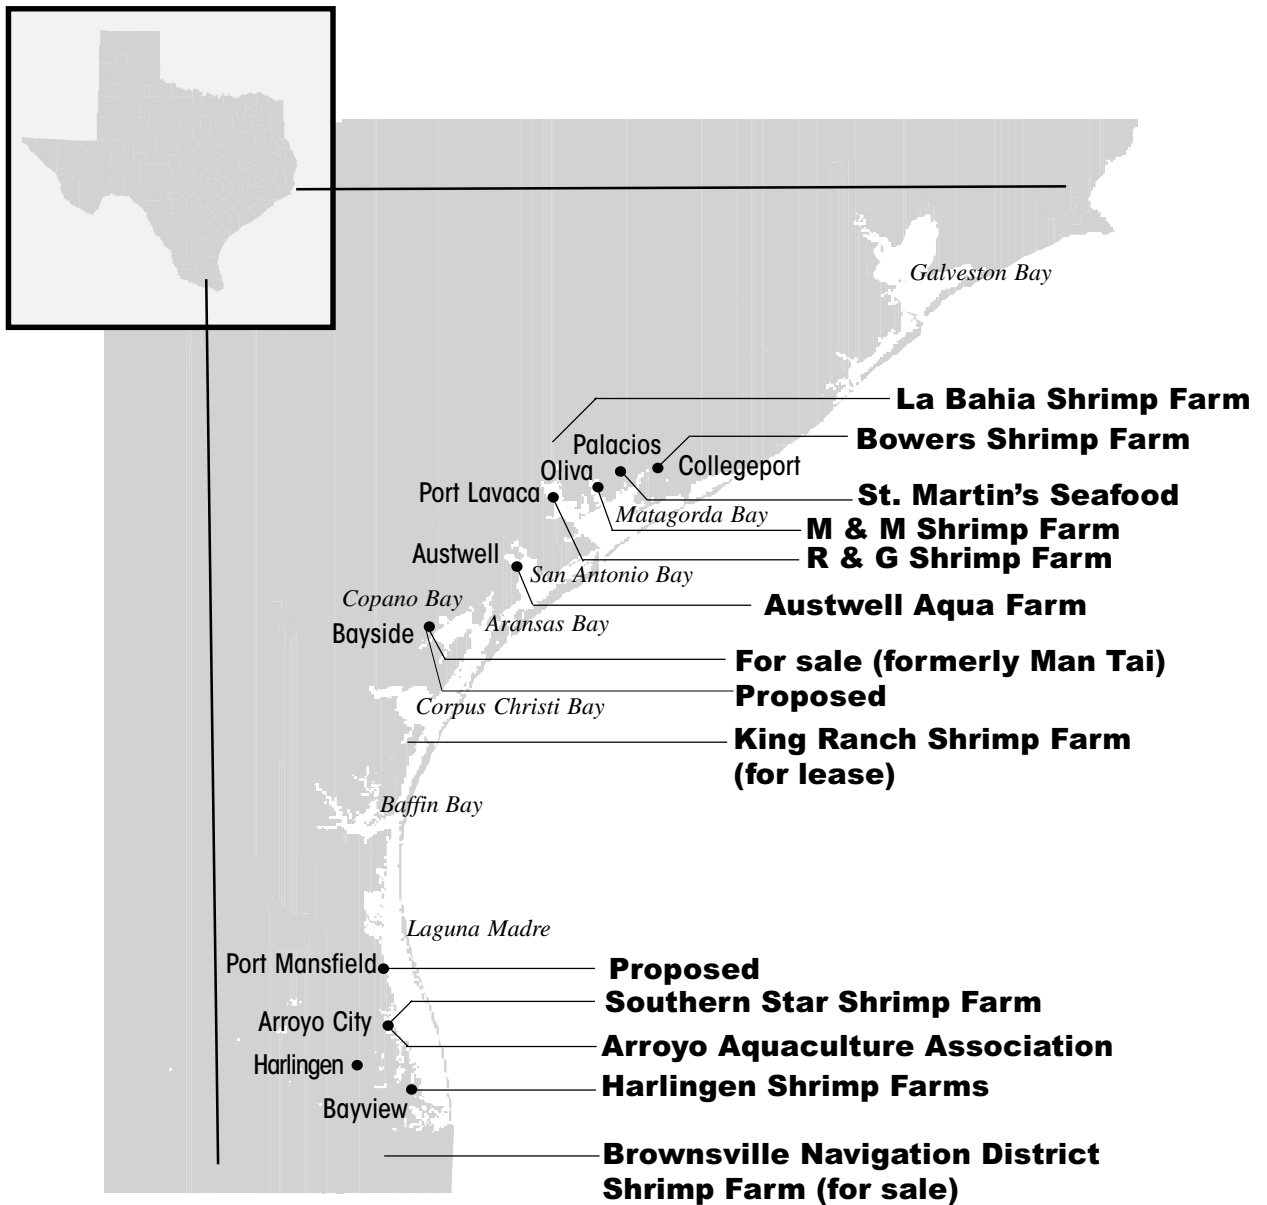 Galveston Bay
La Bahia Shrimp Farm
Bowers Shrimp Farm
Palacios
Oliva
Collegeport
Port Lavaca
St. Martin’s Seafood
Matagorda Bay
M & M Shrimp Farm
R & G Shrimp Farm
Austwell
San Antonio Bay
Copano Bay
Austwell Aqua Farm
Aransas Bay
Bayside
For sale (formerly Man Tai)
Proposed
Corpus Christi Bay
King Ranch Shrimp Farm
(for lease)
Baffin Bay
Laguna Madre
Port Mansfield
Proposed
Southern Star Shrimp Farm
Arroyo City
Arroyo Aquaculture Association
Harlingen
Harlingen Shrimp Farms
Bayview
Brownsville Navigation District
Shrimp Farm (for sale)